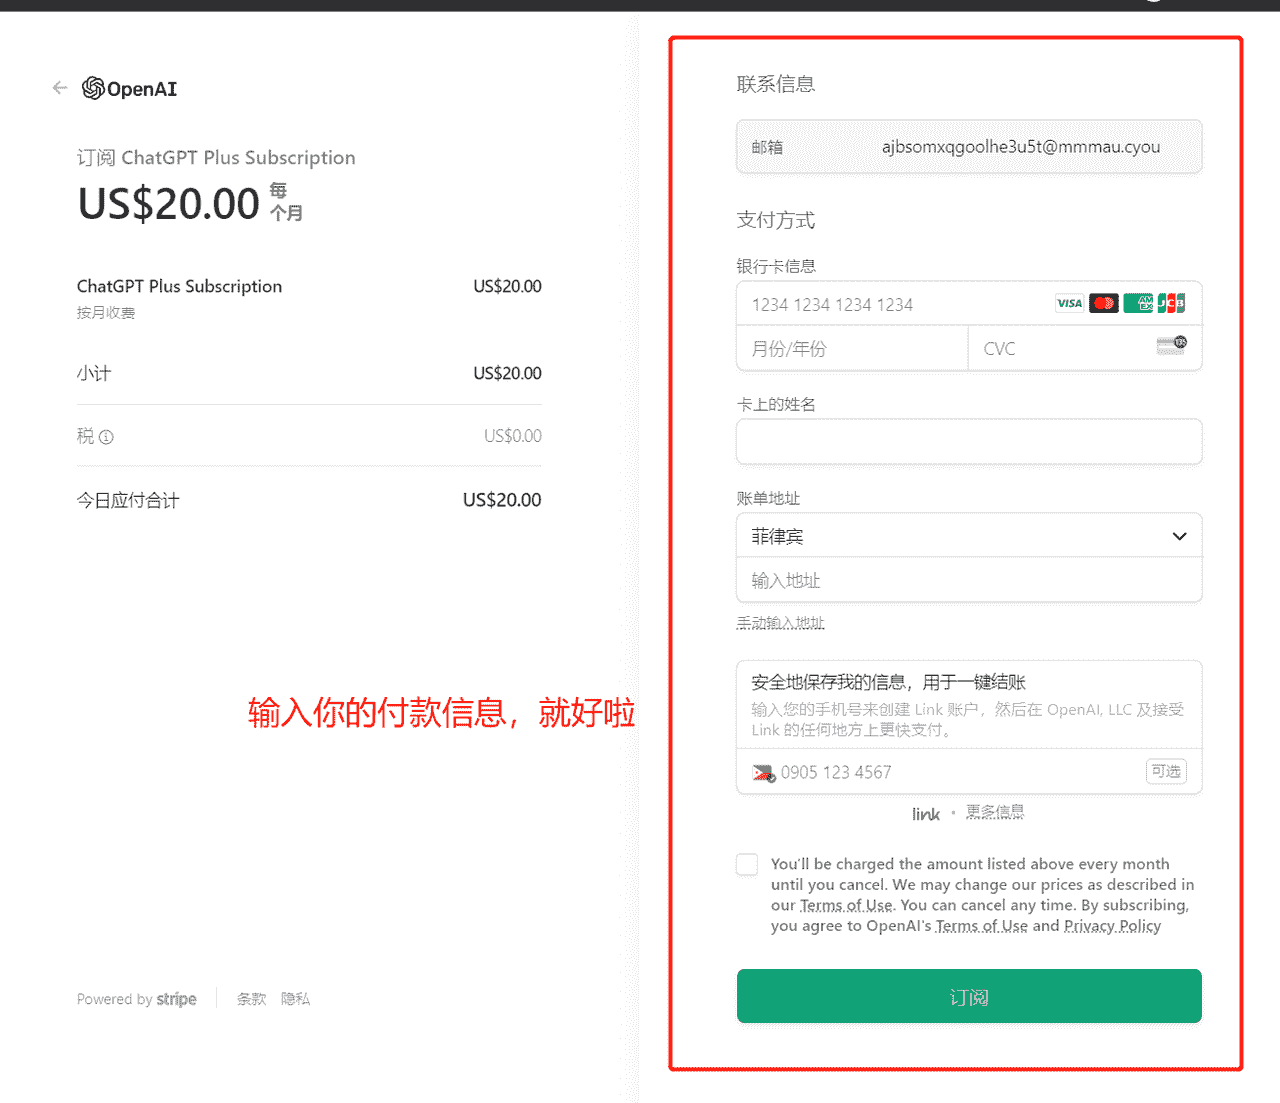 OpenAI
订阅 ChatGPT Plus Subscription
US$20.00 每
个月
ChatGPT Plus Subscription US$20.00
按月收费
小计 US$20.00
税 US$0.00
今日应付合计 US$20.00
输入你的付款信息，就好啦
Powered by stripe 条款 隐私
联系信息
邮箱 ajbsomxqgoolhe3u5t@mmmau.cyou
支付方式
银行卡信息
1234 1234 1234 1234 VISA AMEX JCB
月份/年份 CVC 135
卡上的姓名
账单地址
菲律宾
输入地址
手动输入地址
安全地保存我的信息，用于一键结账
输入您的手机号来创建 Link 账户，然后在 OpenAI, LLC 及接受
Link 的任何地方上更快支付。
0905 123 4567 可选
link • 更多信息
You'll be charged the amount listed above every month
until you cancel. We may change our prices as described in
our Terms of Use. You can cancel any time. By subscribing,
you agree to OpenAI's Terms of Use and Privacy Policy
订阅